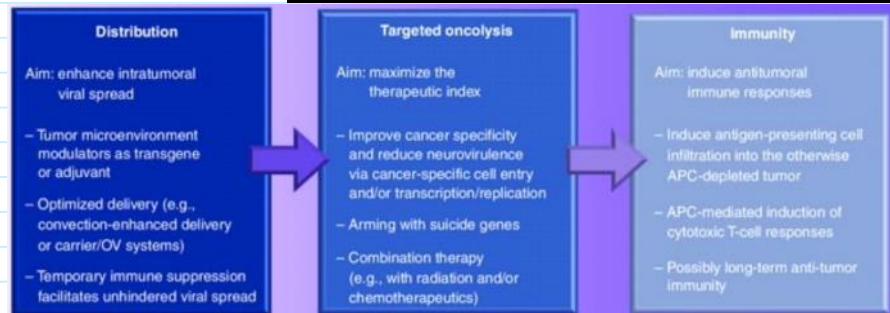 Distribution
Aim: enhance intratumoral
viral spread
– Tumor microenvironment
modulators as transgene
or adjuvant
– Optimized delivery (e.g.,
convection-enhanced delivery
or carrier/OV systems)
– Temporary immune suppression
facilitates unhindered viral spread
Targeted oncolysis
Aim: maximize the
therapeutic index
– Improve cancer specificity
and reduce neurovirulence
via cancer-specific cell entry
and/or transcription/replication
– Arming with suicide genes
– Combination therapy
(e.g., with radiation and/or
chemotherapeutics)
Immunity
Aim: induce antitumoral
immune responses
– Induce antigen-presenting cell
infiltration into the otherwise
APC-depleted tumor
– APC-mediated induction of
cytotoxic T-cell responses
– Possibly long-term anti-tumor
immunity